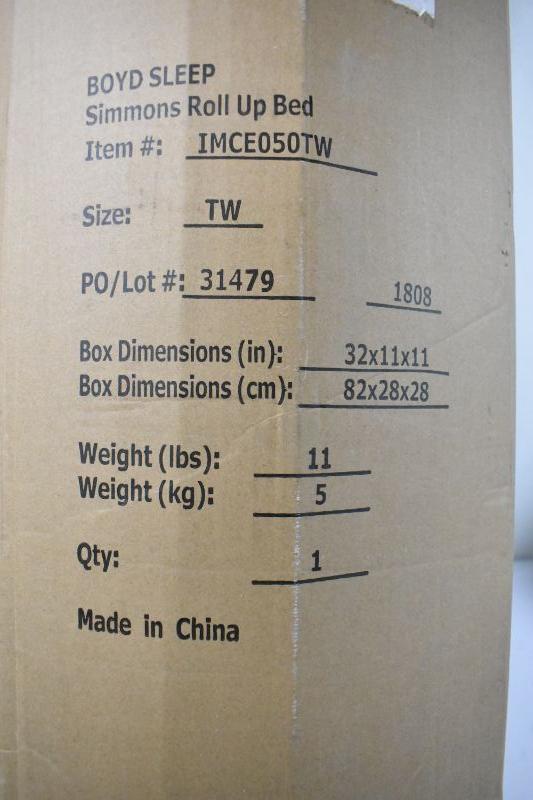 BOYD SLEEP
Simmons Roll Up Bed
Item #: IMCE050TW
Size: TW
PO/Lot #: 31479 1808
Box Dimensions (in): 32x11x11
Box Dimensions (cm): 82x28x28
Weight (lbs): 11
Weight (kg): 5
Qty: 1
Made in China